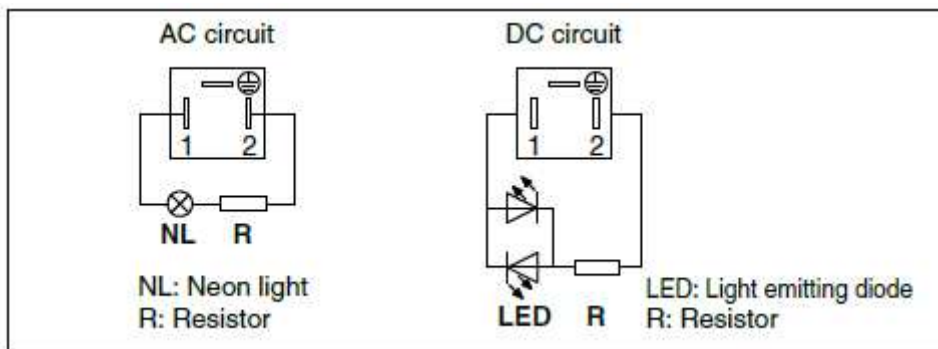 AC circuit
1 2
NL R
NL: Neon light
R: Resistor
DC circuit
1 2
LED R
LED: Light emitting diode
R: Resistor